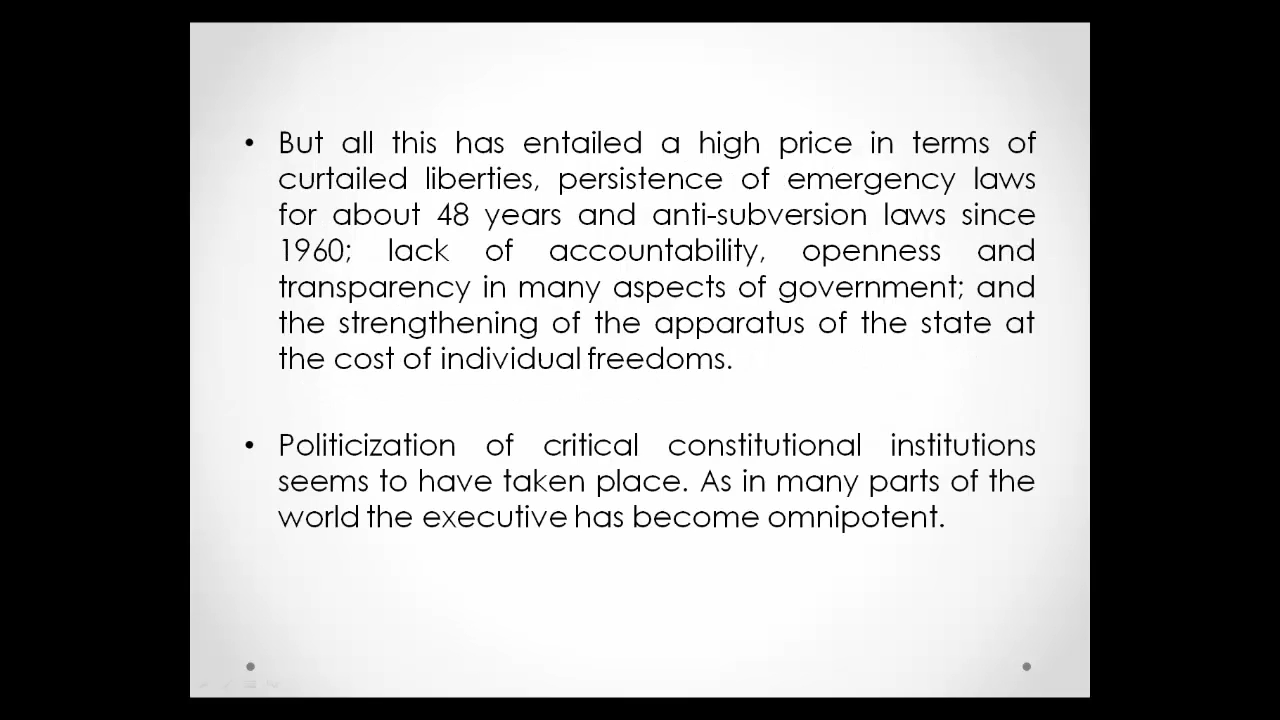 • But all this has entailed a high price in terms of
curtailed liberties, persistence of emergency laws
for about 48 years and anti-subversion laws since
1960; lack of accountability, openness and
transparency in many aspects of government; and
the strengthening of the apparatus of the state at
the cost of individual freedoms.
• Politicization of critical constitutional institutions
seems to have taken place. As in many parts of the
world the executive has become omnipotent.